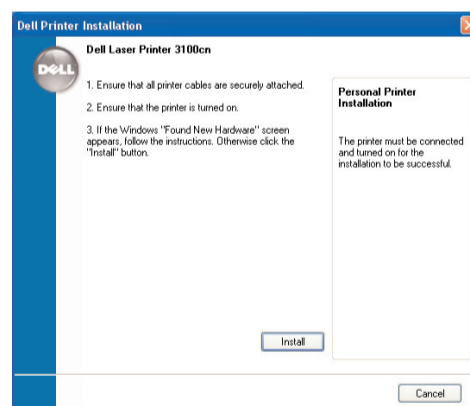 Dell Printer Installation
DELL
Dell Laser Printer 3100cn
1. Ensure that all printer cables are securely attached.
2. Ensure that the printer is turned on.
3. If the Windows "Found New Hardware" screen
appears, follow the instructions. Otherwise click the
"Install" button.
Personal Printer
Installation
The printer must be connected
and turned on for the
installation to be successful.
Install
Cancel